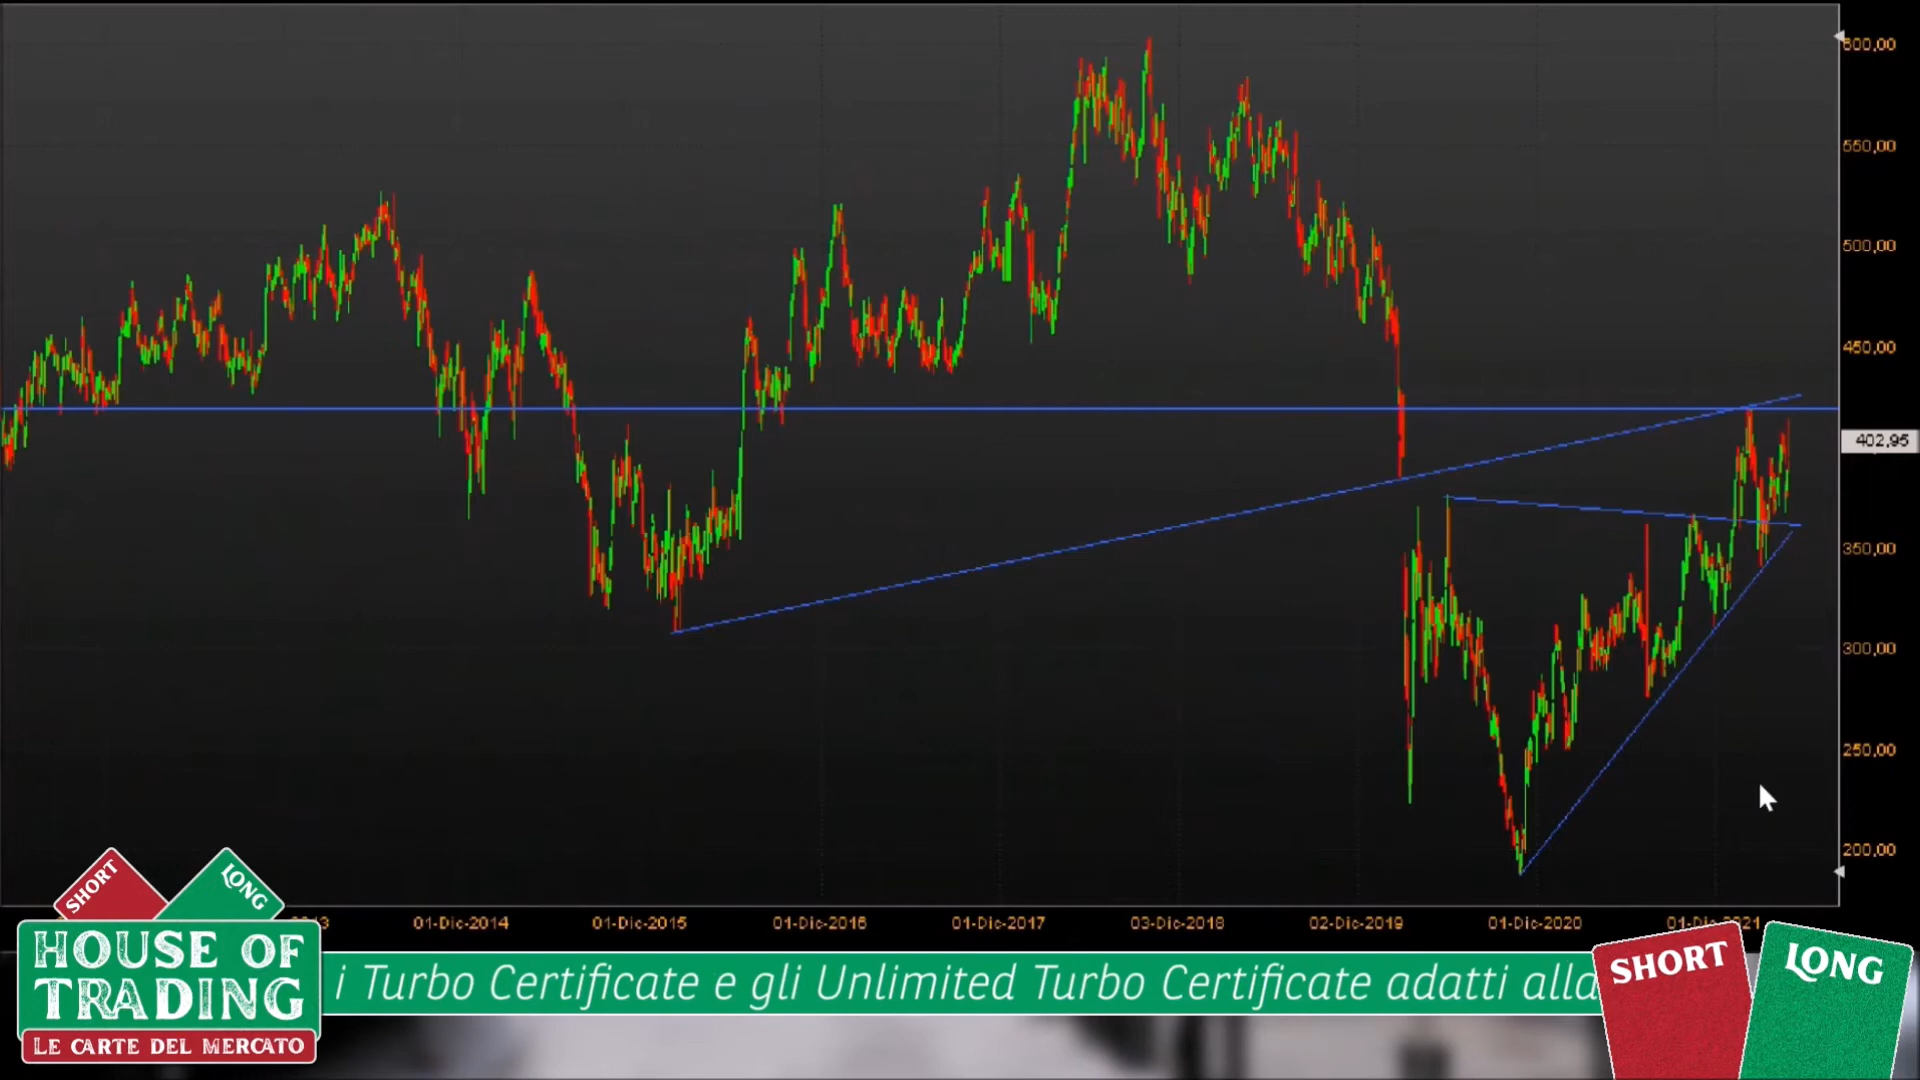 600,00
550,00
500,00
450,00
402,95
350,00
300,00
250,00
200,00
01-Dic-2014
01-Dic-2015
01-Dic-2016
01-Dic-2017
03-Dic-2018
02-Dic-2019
01-Dic-2020
01-Dic-2021
SHORT
LONG
HOUSE OF
TRADING
LE CARTE DEL MERCATO
i Turbo Certificate e gli Unlimited Turbo Certificate adatti alla
SHORT
LONG